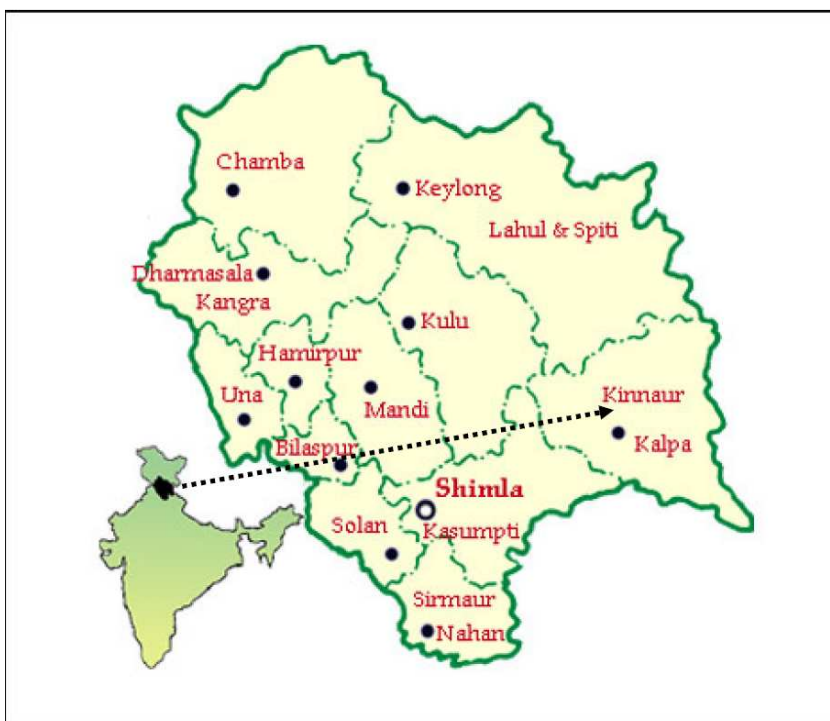 Chamba
Keylong
Lahul & Spiti
Dharmasala
Kangra
Kulu
Hamirpur
Una
Mandi
Kinnaur
Kalpa
Bilaspur
Shimla
Solan
Kasumpti
Sirmaur
Nahan